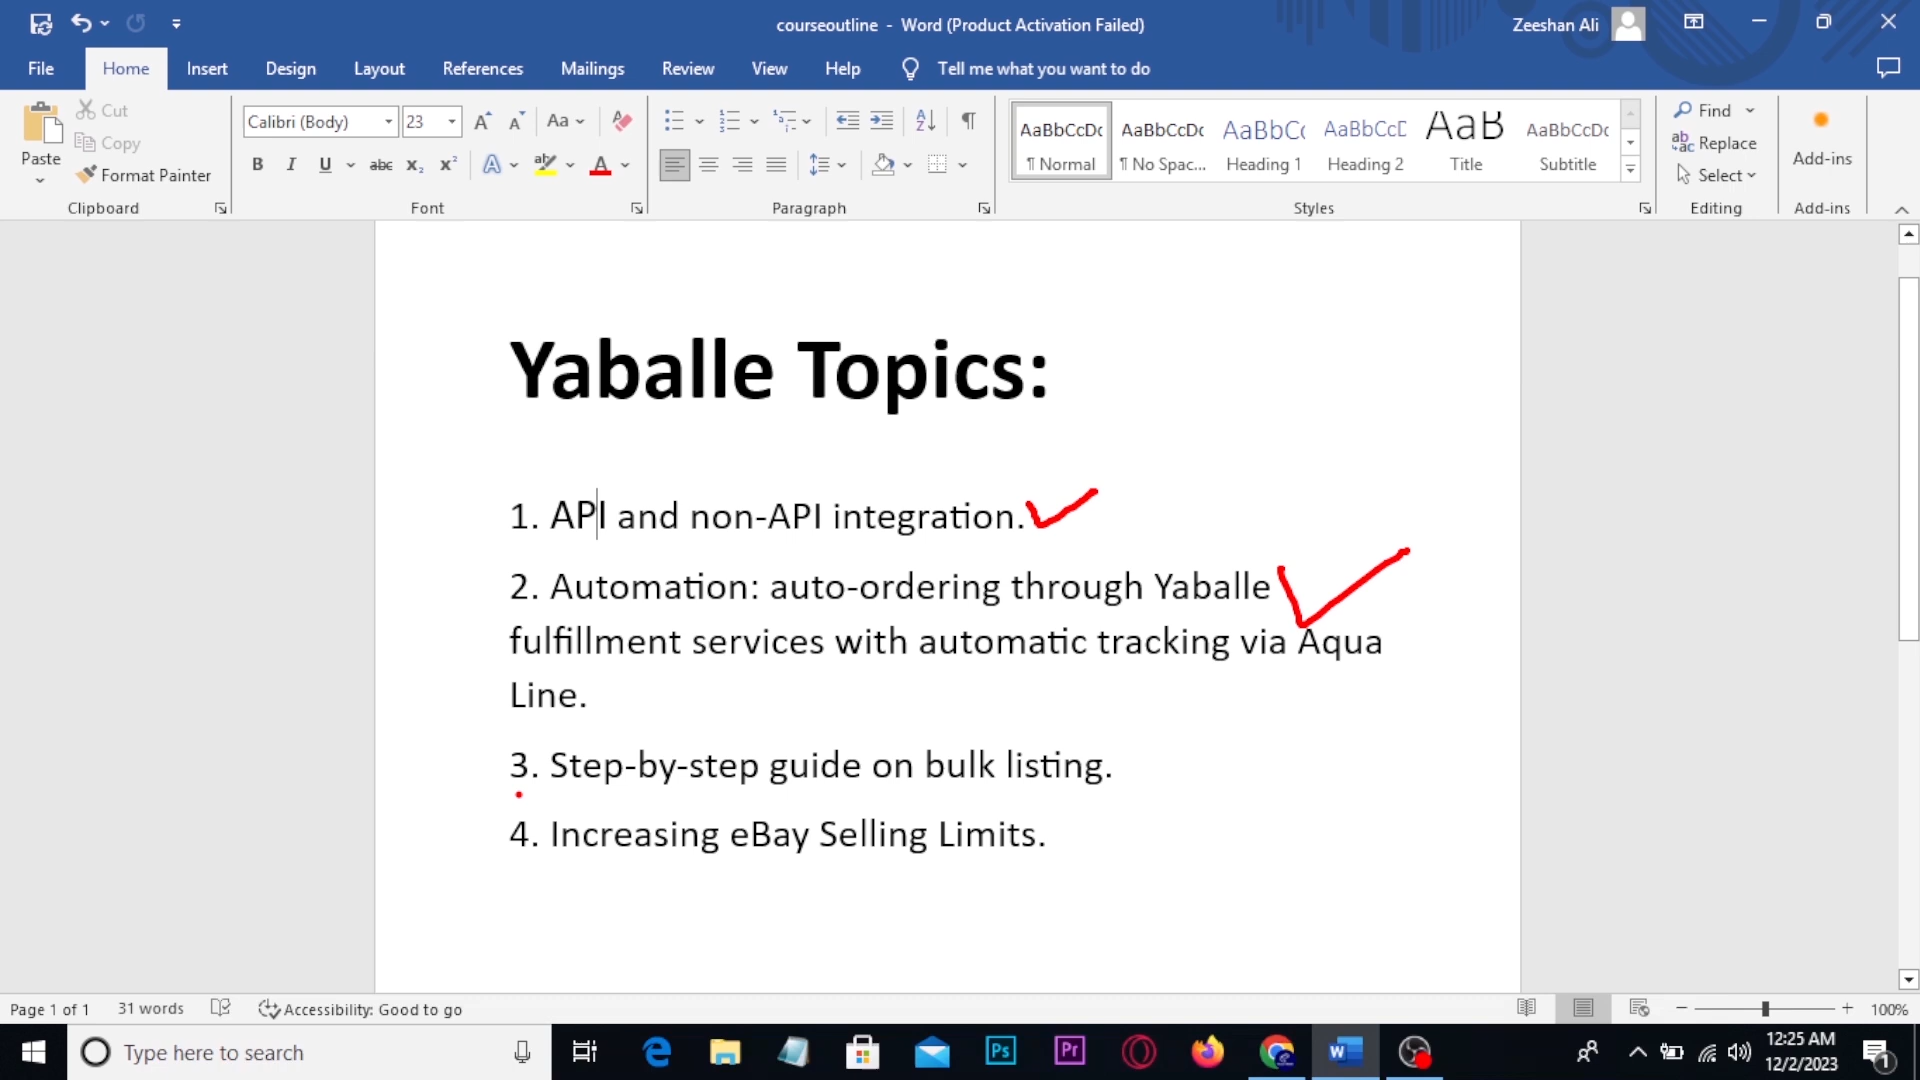 courseoutline - Word (Product Activation Failed)
Zeeshan Ali
File Home Insert Design Layout References Mailings Review View Help Tell me what you want to do
Paste
Cut
Copy
Format Painter
Clipboard
Calibri (Body) 23
Font
Paragraph
AaBbCcDc AaBbCcDc AaBbCc AaBbCcD AaB AaBbCcDc
¶ Normal ¶ No Spac... Heading 1 Heading 2 Title Subtitle
Styles
Find
Replace
Select
Editing
Add-ins
Add-ins
Yaballe Topics:
1. API and non-API integration.
2. Automation: auto-ordering through Yaballe
fulfillment services with automatic tracking via Aqua
Line.
3. Step-by-step guide on bulk listing.
4. Increasing eBay Selling Limits.
Page 1 of 1 31 words Accessibility: Good to go 100%
Type here to search
12:25 AM
12/2/2023